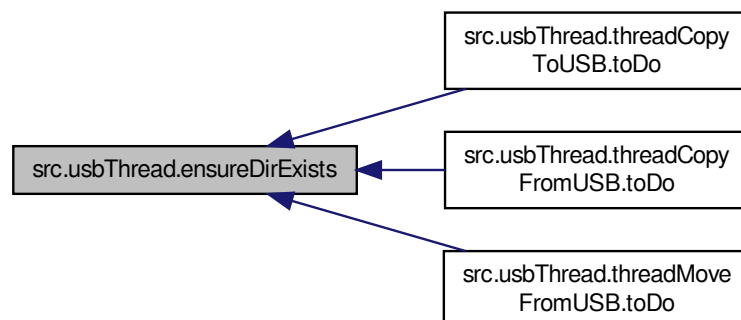 src.usbThread.threadCopy
ToUSB.toDo
src.usbThread.ensureDirExists
src.usbThread.threadCopy
FromUSB.toDo
src.usbThread.threadMove
FromUSB.toDo